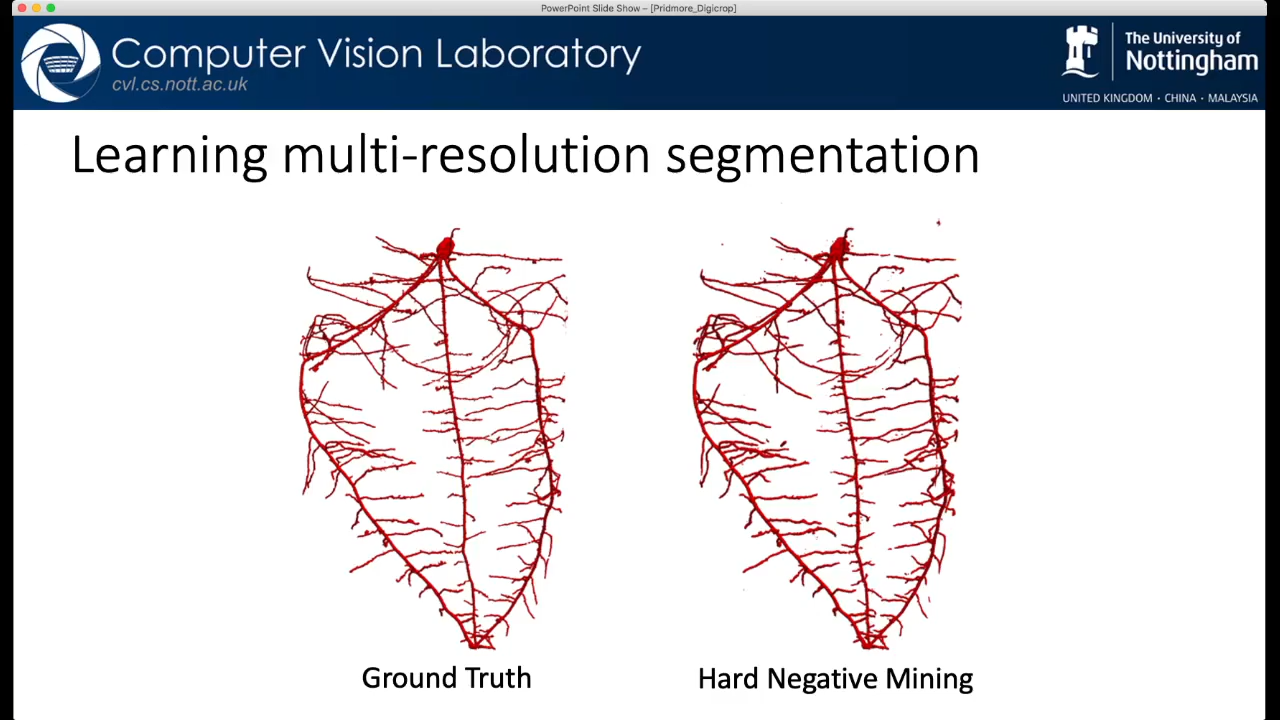 PowerPoint Slide Show – [Pridmore_Digicrop]
Computer Vision Laboratory
cvl.cs.nott.ac.uk
The University of
Nottingham
UNITED KINGDOM · CHINA · MALAYSIA
Learning multi-resolution segmentation
Ground Truth
Hard Negative Mining